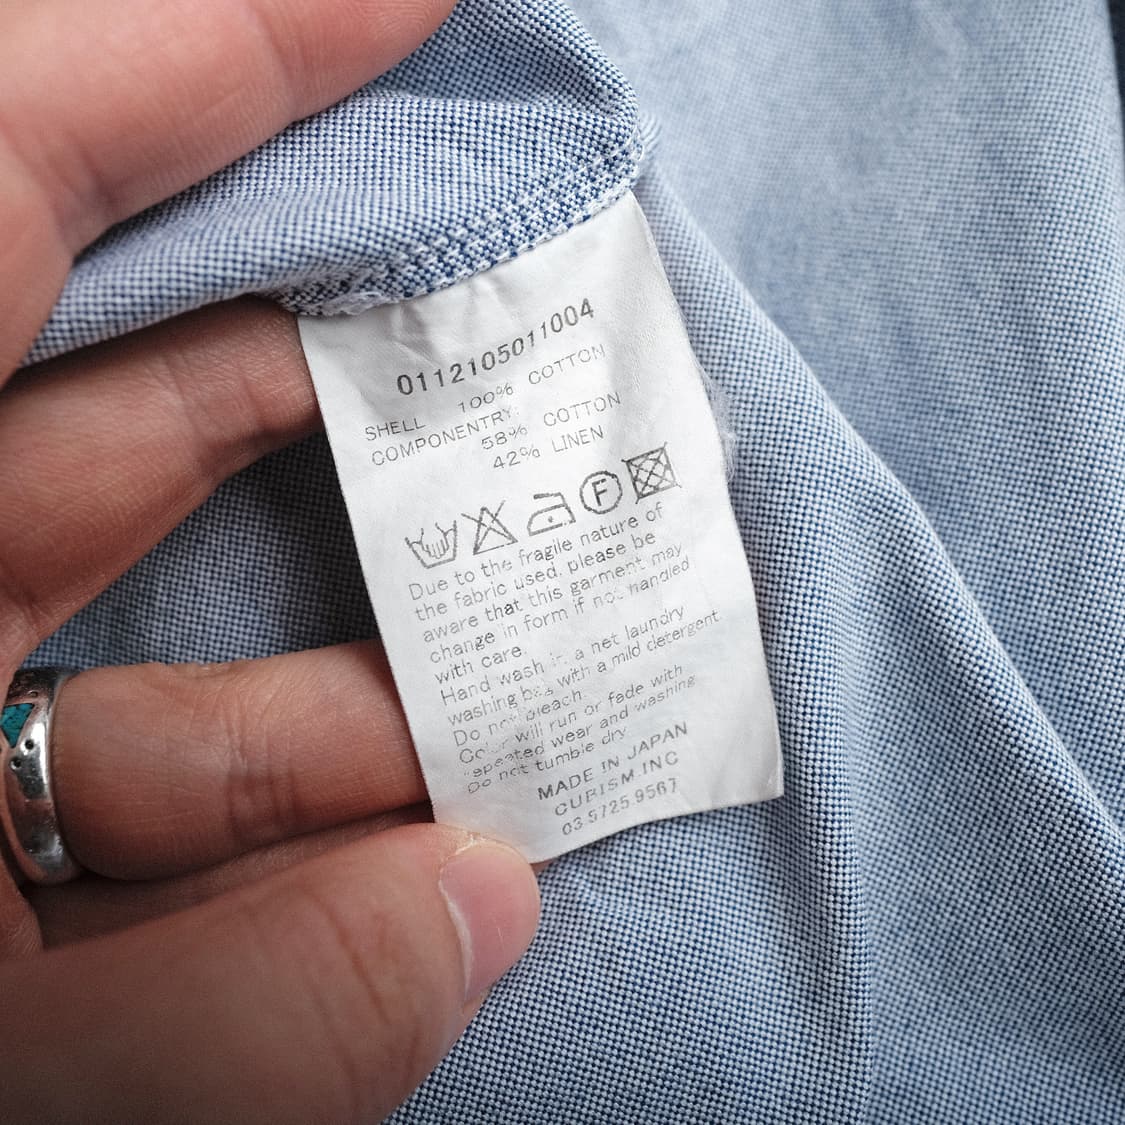 0112105011004
SHELL 100% COTTON
COMPONENTRY:
58% COTTON
42% LINEN
F
Due to the fragile nature of
the fabric used, please be
aware that this garment may
change in form if not handled
with care.
Hand wash in a net laundry
washing bag with a mild detergent.
Do not bleach.
Color will run or fade with
repeated wear and washing
Do not tumble dry
MADE IN JAPAN
CUBISM.INC
03.5725.9567